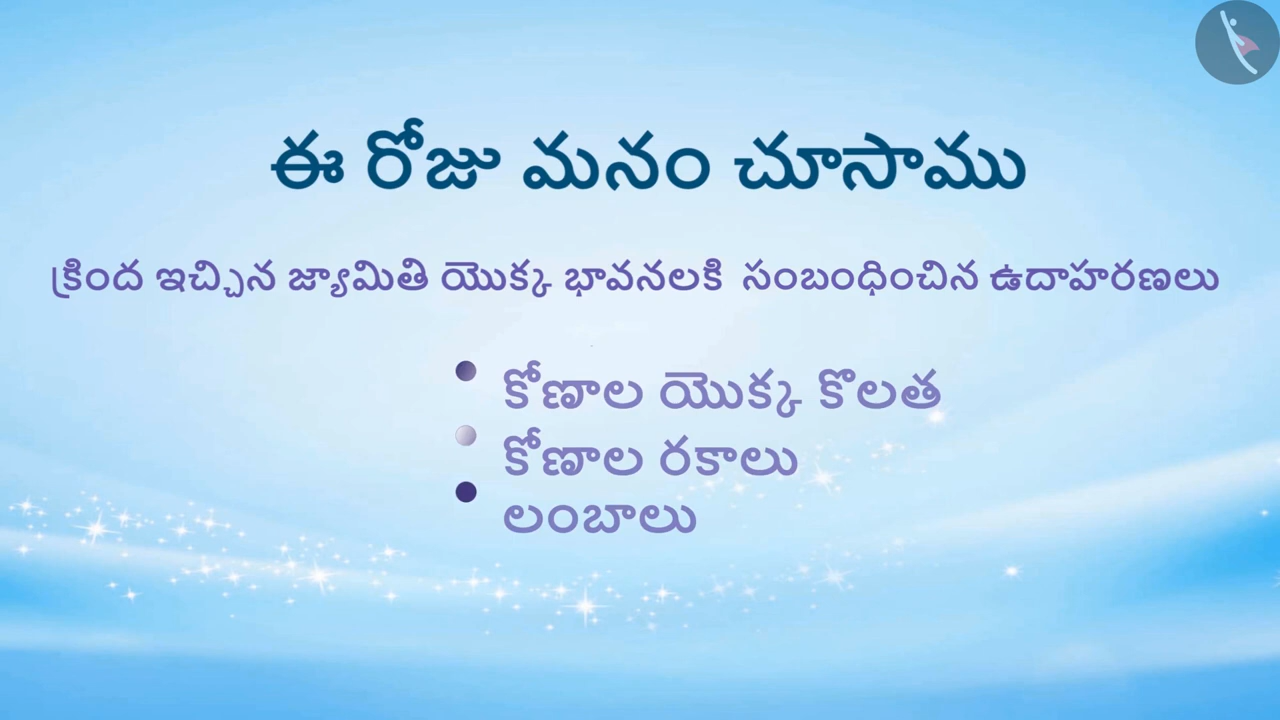 ఈ రోజు మనం చూసాము
క్రింద ఇచ్చిన జ్యామితి యొక్క భావనలకి సంబంధించిన ఉదాహరణలు
కోణాల యొక్క కొలత
కోణాల రకాలు
లంబాలు